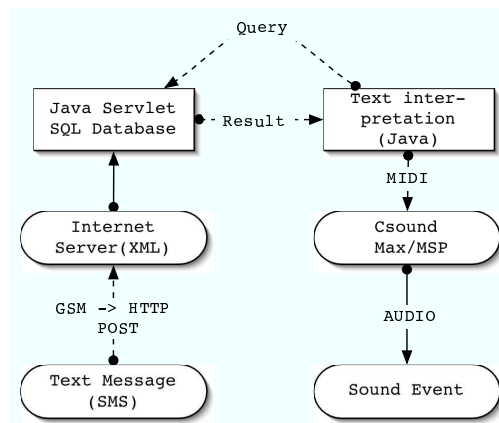 Query
Java Servlet
SQL Database
Result
Text inter-
pretation
(Java)
MIDI
Internet
Server(XML)
Csound
Max/MSP
GSM -> HTTP
POST
AUDIO
Text Message
(SMS)
Sound Event